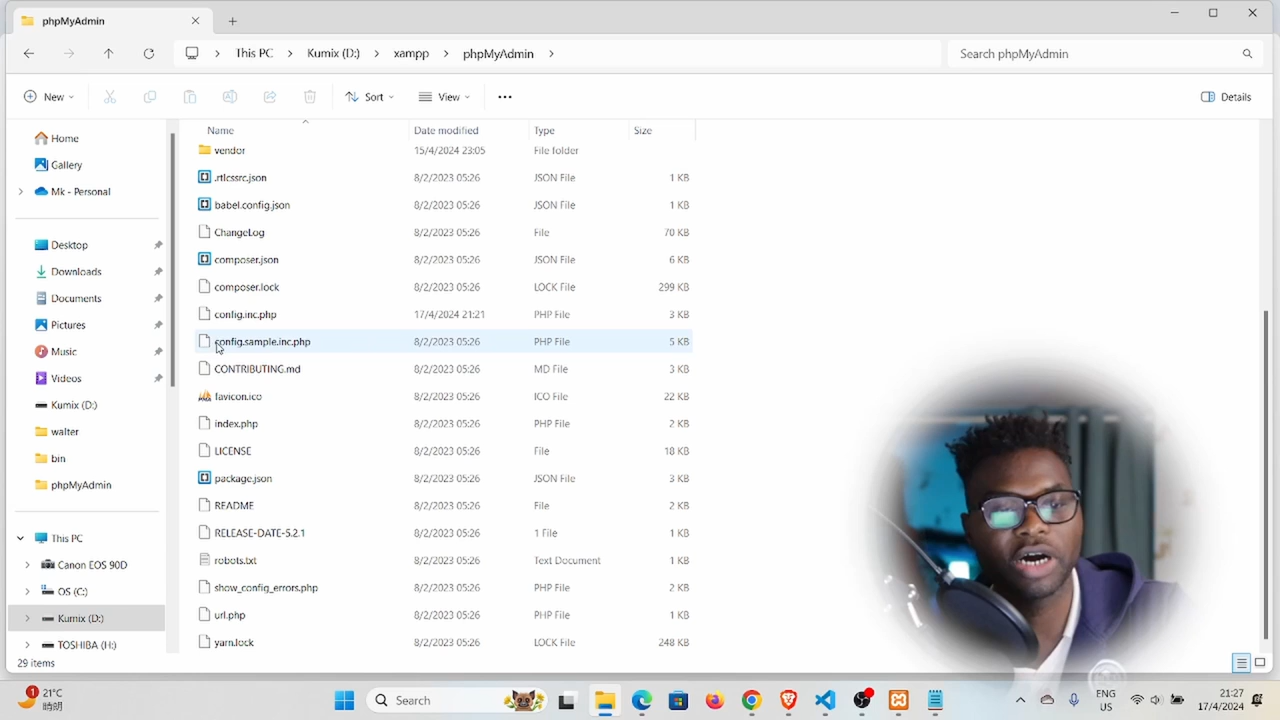 phpMyAdmin
This PC Kumix (D:) xampp phpMyAdmin
Search phpMyAdmin
New
Sort
View
Details
Name Date modified Type Size
Home
Gallery
Mk - Personal
Desktop
Downloads
Documents
Pictures
Music
Videos
Kumix (D:)
walter
bin
phpMyAdmin
This PC
Canon EOS 90D
OS (C:)
Kumix (D:)
TOSHIBA (H:)
vendor 15/4/2024 23:05 File folder
.rtlcssrc.json 8/2/2023 05:26 JSON File 1 KB
babel.config.json 8/2/2023 05:26 JSON File 1 KB
ChangeLog 8/2/2023 05:26 File 70 KB
composer.json 8/2/2023 05:26 JSON File 6 KB
composer.lock 8/2/2023 05:26 LOCK File 299 KB
config.inc.php 17/4/2024 21:21 PHP File 3 KB
config.sample.inc.php 8/2/2023 05:26 PHP File 5 KB
CONTRIBUTING.md 8/2/2023 05:26 MD File 3 KB
favicon.ico 8/2/2023 05:26 ICO File 22 KB
index.php 8/2/2023 05:26 PHP File 2 KB
LICENSE 8/2/2023 05:26 File 18 KB
package.json 8/2/2023 05:26 JSON File 3 KB
README 8/2/2023 05:26 File 2 KB
RELEASE-DATE-5.2.1 8/2/2023 05:26 1 File 1 KB
robots.txt 8/2/2023 05:26 Text Document 1 KB
show_config_errors.php 8/2/2023 05:26 PHP File 2 KB
url.php 8/2/2023 05:26 PHP File 1 KB
yarn.lock 8/2/2023 05:26 LOCK File 248 KB
29 items
1
21°C
晴朗
Search
ENG
US
21:27
17/4/2024